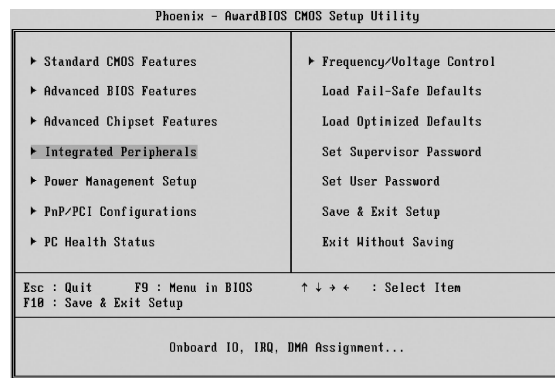 Phoenix - AwardBIOS CMOS Setup Utility
▶ Standard CMOS Features
▶ Advanced BIOS Features
▶ Advanced Chipset Features
▶ Integrated Peripherals
▶ Power Management Setup
▶ PnP/PCI Configurations
▶ PC Health Status
▶ Frequency/Voltage Control
Load Fail-Safe Defaults
Load Optimized Defaults
Set Supervisor Password
Set User Password
Save & Exit Setup
Exit Without Saving
Esc : Quit F9 : Menu in BIOS ↑ ↓ → ← : Select Item
F10 : Save & Exit Setup
Onboard IO, IRQ, DMA Assignment...